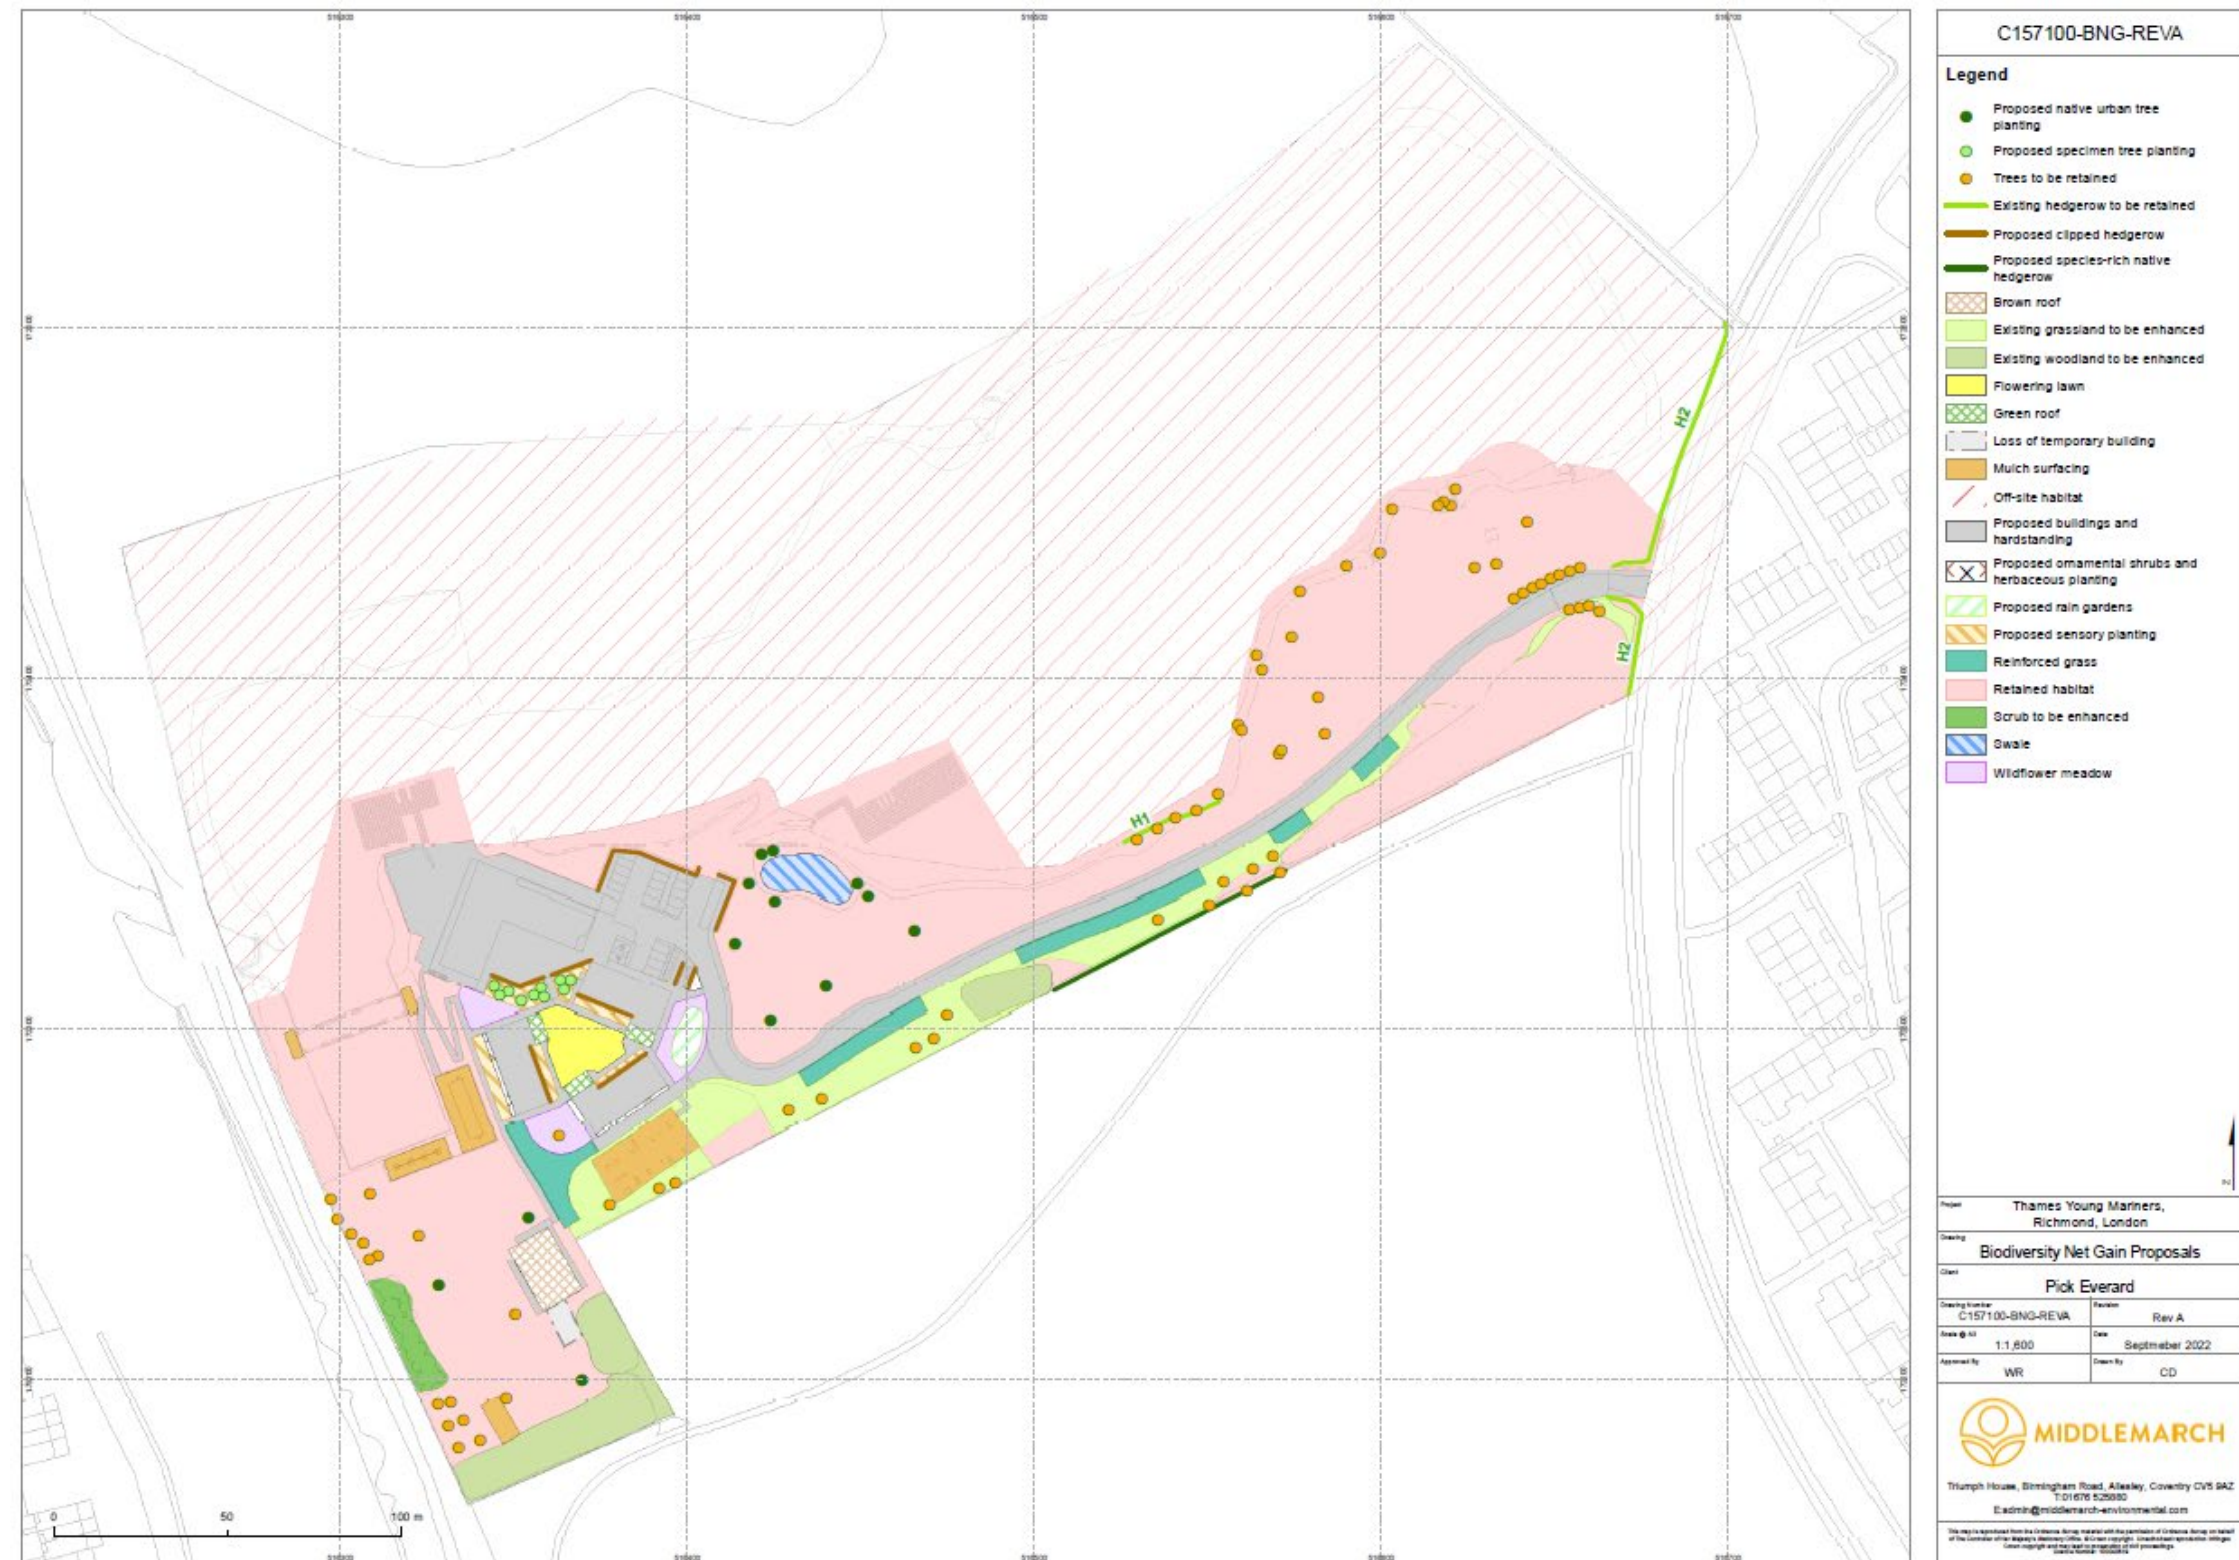 C157100-BNG-REVA
Legend
Proposed native urban tree
planting
Proposed specimen tree planting
Trees to be retained
Existing hedgerow to be retained
Proposed clipped hedgerow
Proposed species-rich native
hedgerow
Brown roof
Existing grassland to be enhanced
Existing woodland to be enhanced
Flowering lawn
Green roof
Loss of temporary building
Mulch surfacing
Off-site habitat
Proposed buildings and
hardstanding
Proposed ornamental shrubs and
herbaceous planting
Proposed rain gardens
Proposed sensory planting
Reinforced grass
Retained habitat
Scrub to be enhanced
Swale
Wildflower meadow
H2
H2
H1
0 50 100 m
Project
Thames Young Mariners,
Richmond, London
Drawing
Biodiversity Net Gain Proposals
Client
Pick Everard
Drawing Number
C157100-BNG-REVA
Revision
Rev A
Scale @ A3
1:1,600
Date
Septmeber 2022
Approved By
WR
Drawn By
CD
MIDDLEMARCH
Triumph House, Birmingham Road, Allesley, Coventry CV5 9AZ
T:01676 525880
E:admin@middlemarch-environmental.com